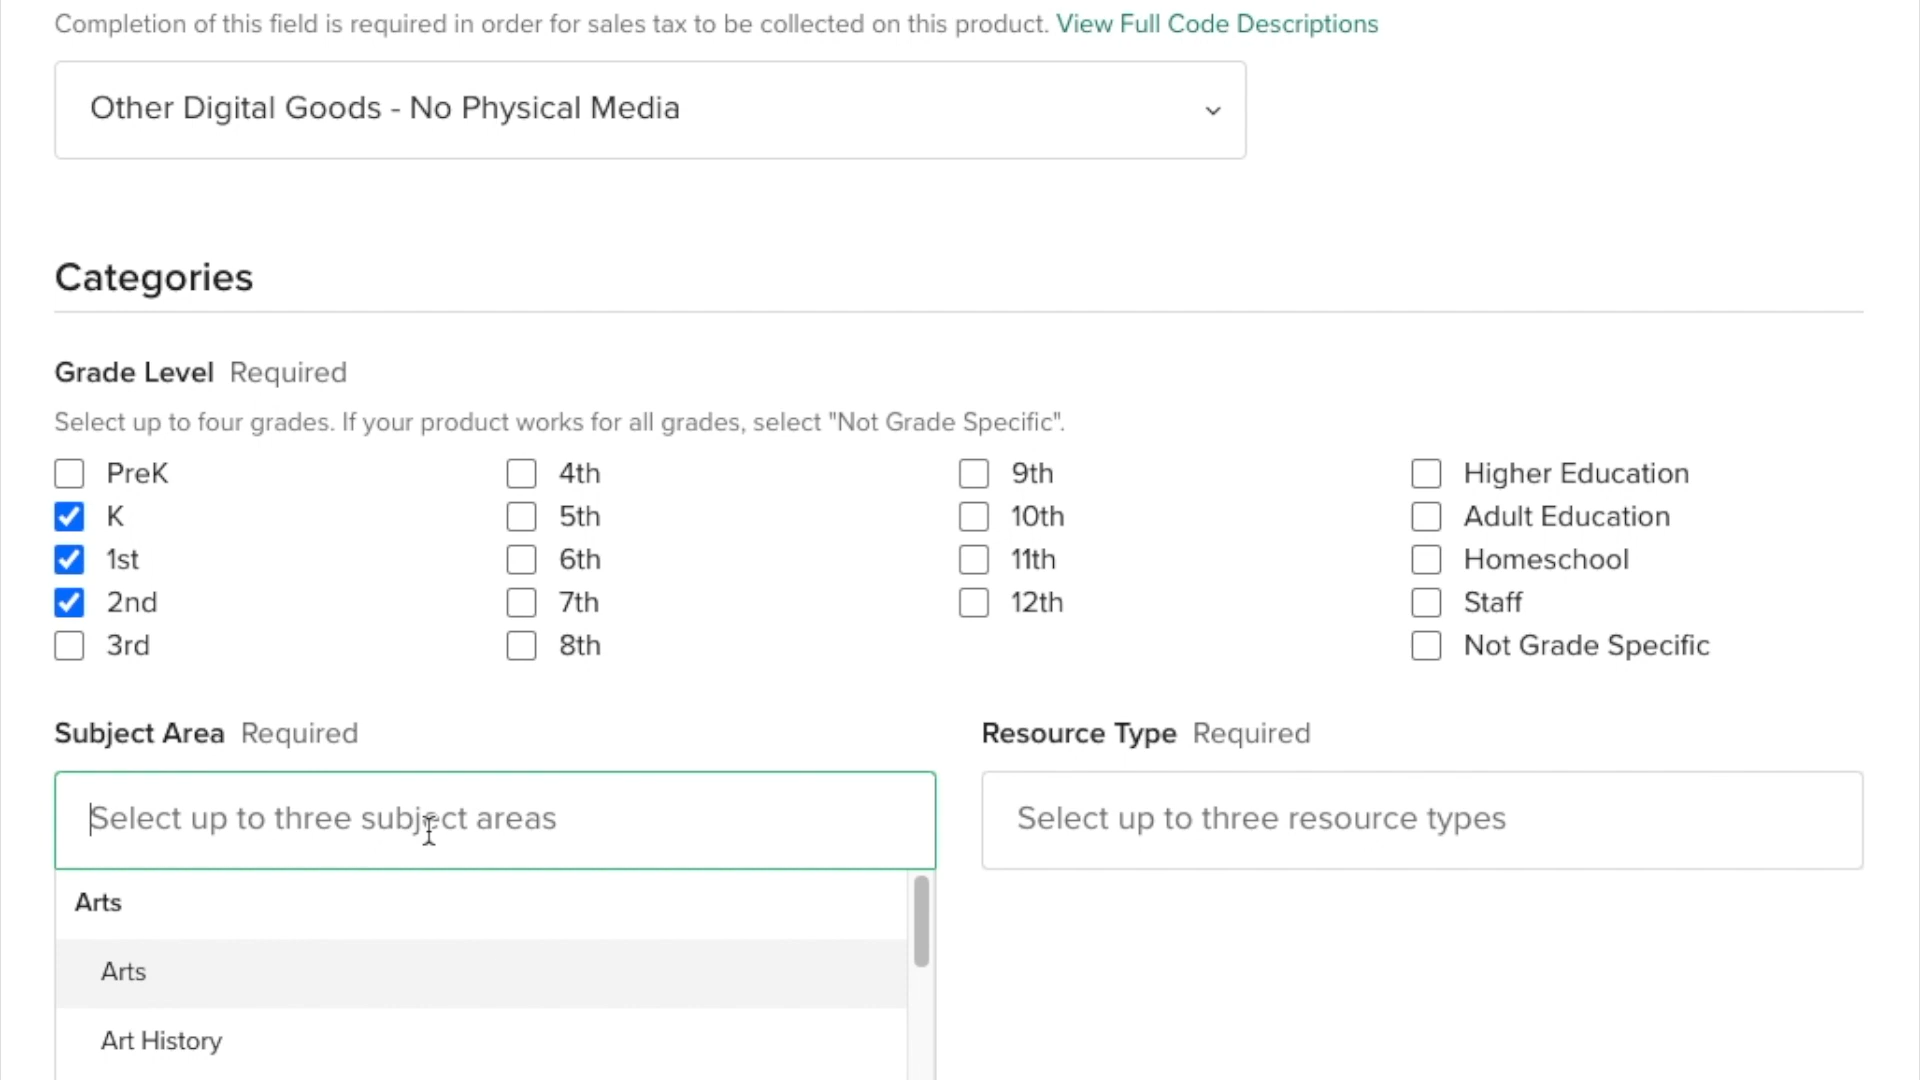 Completion of this field is required in order for sales tax to be collected on this product. View Full Code Descriptions
Other Digital Goods - No Physical Media
Categories
Grade Level Required
Select up to four grades. If your product works for all grades, select "Not Grade Specific".
PreK
K
1st
2nd
3rd
4th
5th
6th
7th
8th
9th
10th
11th
12th
Higher Education
Adult Education
Homeschool
Staff
Not Grade Specific
Subject Area Required
Select up to three subject areas
Arts
Arts
Art History
Resource Type Required
Select up to three resource types